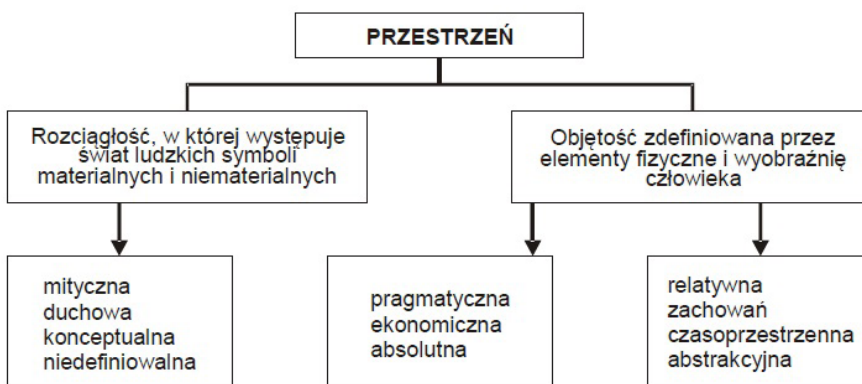 PRZESTRZEŃ
Rozciągłość, w której występuje
świat ludzkich symboli
materialnych i niematerialnych
Objętość zdefiniowana przez
elementy fizyczne i wyobraźnię
człowieka
mityczna
duchowa
konceptualna
niedefiniowalna
pragmatyczna
ekonomiczna
absolutna
relatywna
zachowań
czasoprzestrzenna
abstrakcyjna